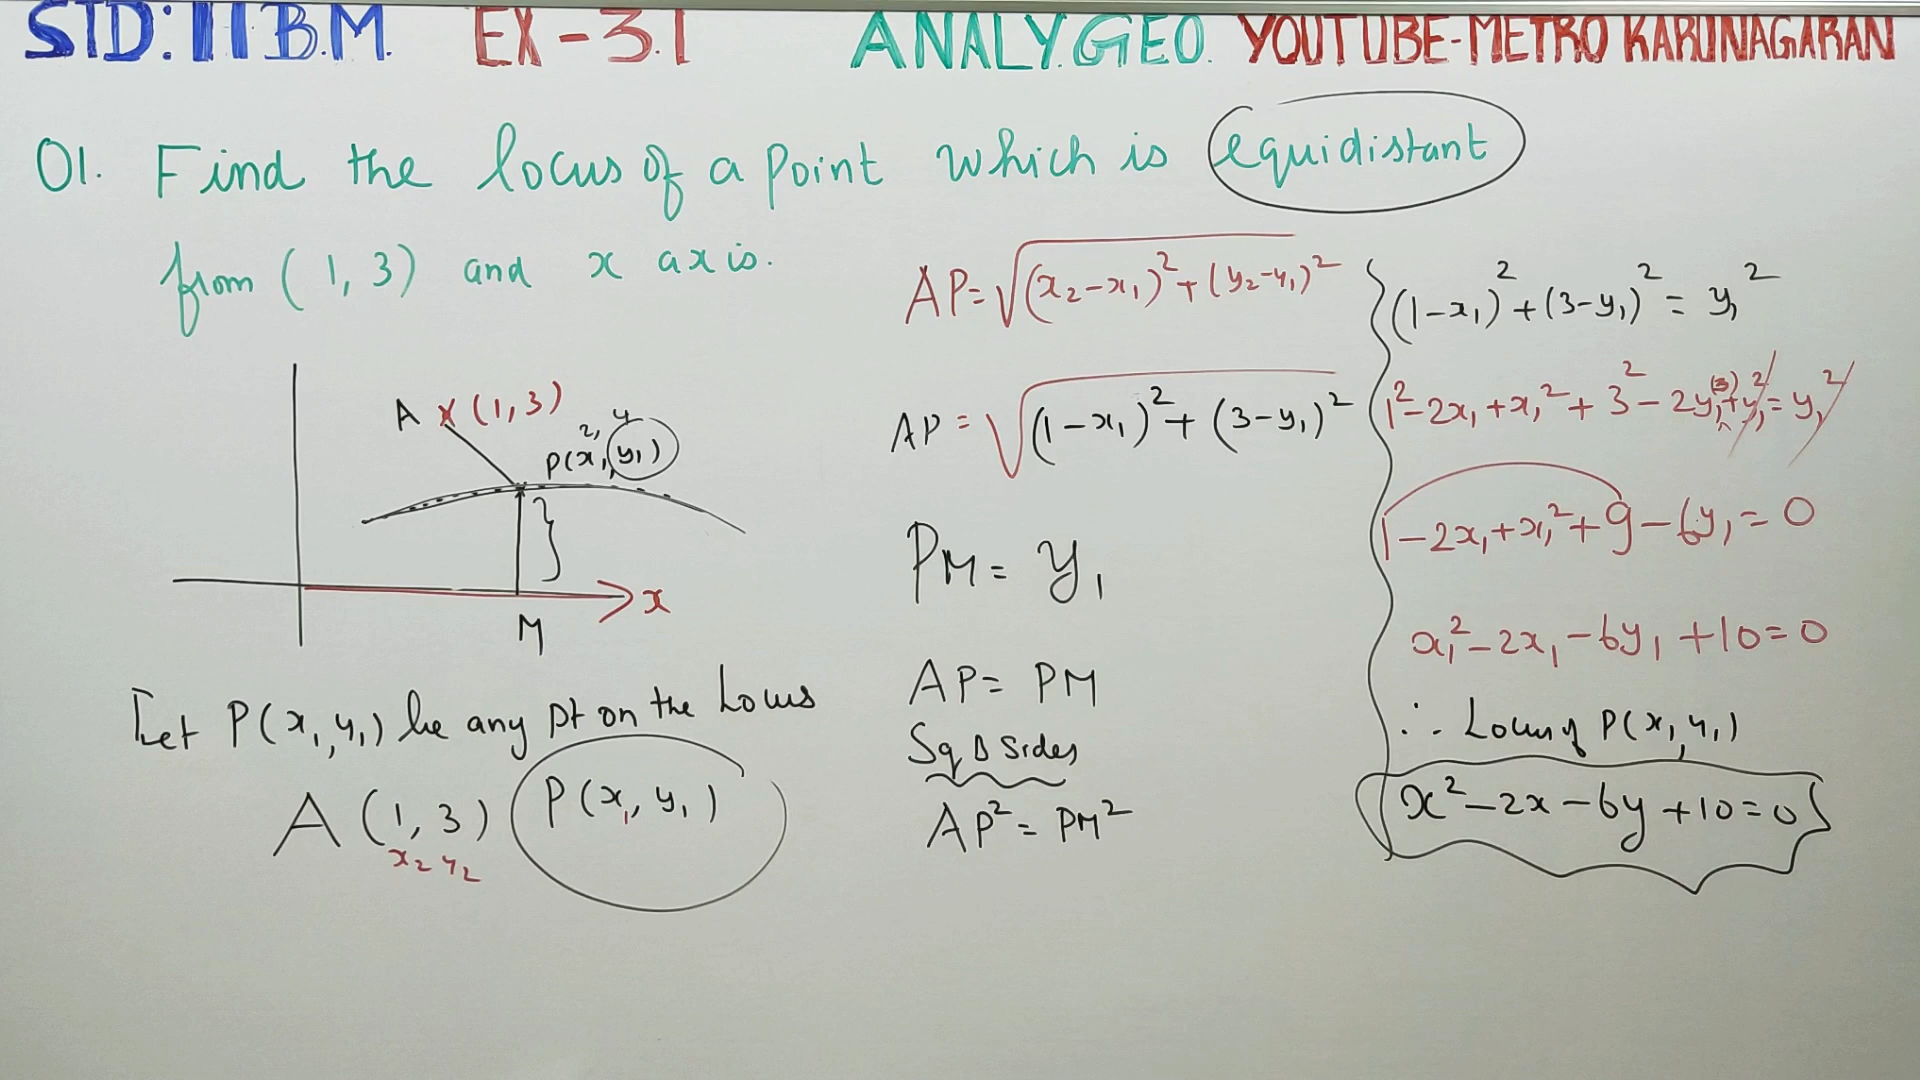 STD: 11 B.M. EX-3.1 ANALY.GEO. YOUTUBE-METRO KARUNAGARAN
01. Find the locus of a point which is equidistant
from (1, 3) and x axis.
A x (1, 3)
2, 4
P(x₁, y₁)
x
M
Let P(x₁, y₁) be any pt on the Locus
A (1, 3) P(x₁, y₁)
x₂ y₂
AP = √(x₂-x₁)² + (y₂-y₁)²
AP = √(1-x₁)² + (3-y₁)²
PM = y₁
AP = PM
Sq B sides
AP² = PM²
(1-x₁)² + (3-y₁)² = y₁²
1² - 2x₁ + x₁² + 3² - 2y₁(3) + y₁² = y₁²
1 - 2x₁ + x₁² + 9 - 6y₁ = 0
x₁² - 2x₁ - 6y₁ + 10 = 0
∴ Locus of P(x₁, y₁)
x² - 2x - 6y + 10 = 0